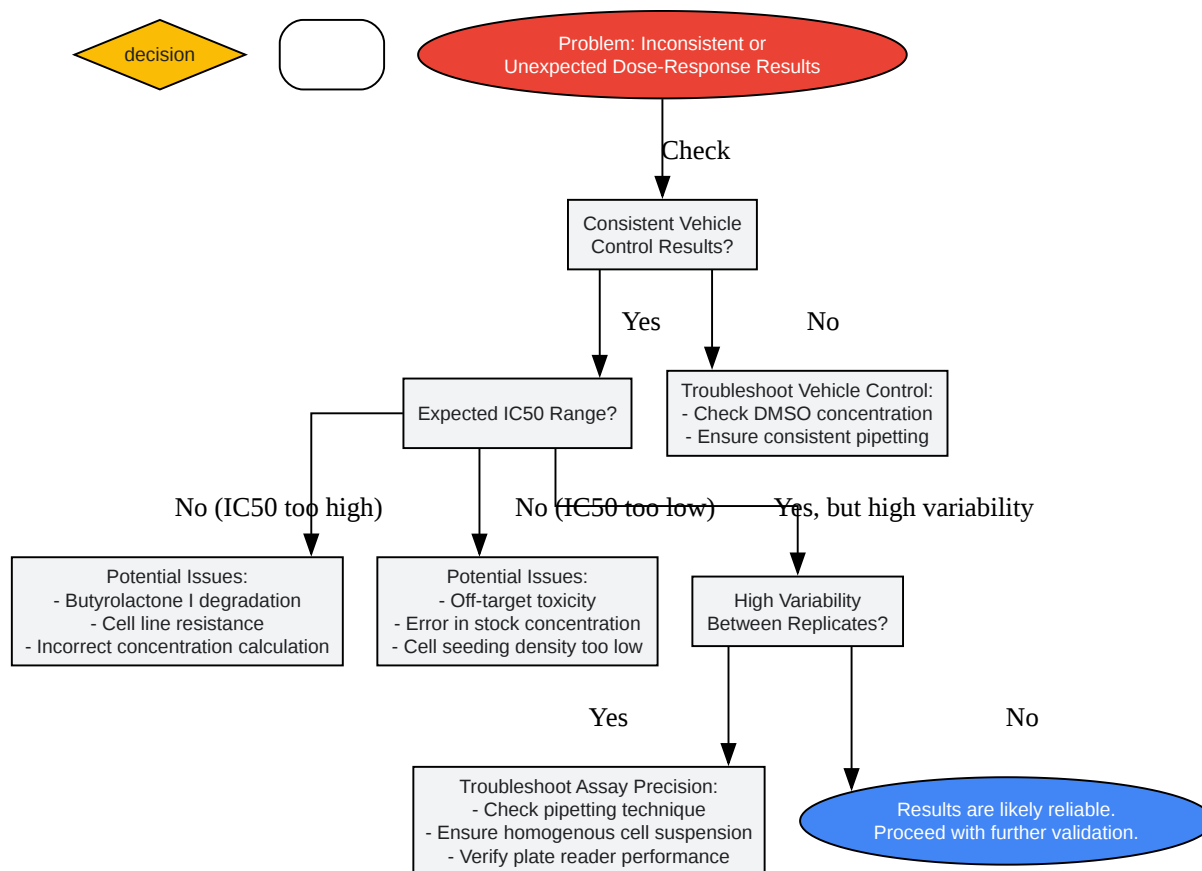 decision
Problem: Inconsistent or
Unexpected Dose-Response Results
Check
Consistent Vehicle
Control Results?
Yes
No
Expected IC50 Range?
Troubleshoot Vehicle Control:
- Check DMSO concentration
- Ensure consistent pipetting
No (IC50 too high)
No (IC50 too low)
Yes, but high variability
Potential Issues:
- Butyrolactone I degradation
- Cell line resistance
- Incorrect concentration calculation
Potential Issues:
- Off-target toxicity
- Error in stock concentration
- Cell seeding density too low
High Variability
Between Replicates?
Yes
No
Troubleshoot Assay Precision:
- Check pipetting technique
- Ensure homogenous cell suspension
- Verify plate reader performance
Results are likely reliable.
Proceed with further validation.